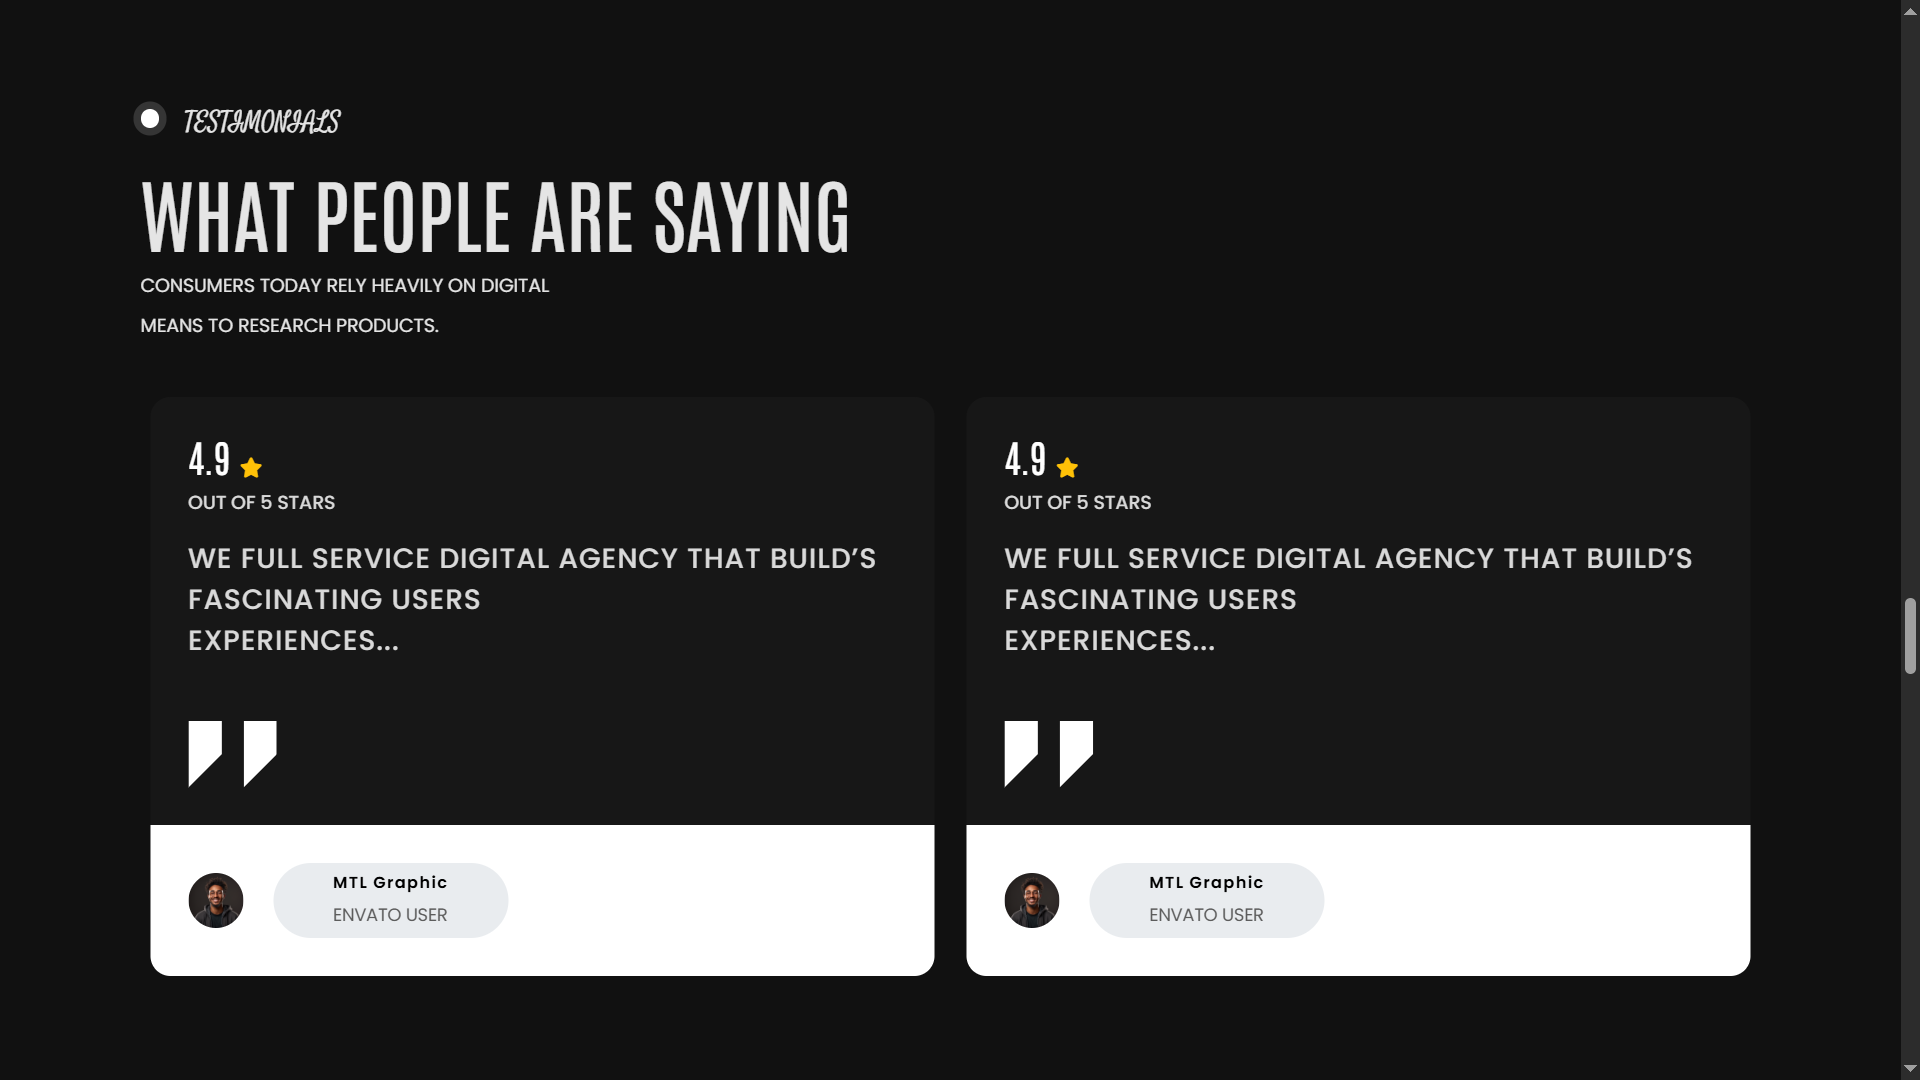 TESTIMONIALS
WHAT PEOPLE ARE SAYING
CONSUMERS TODAY RELY HEAVILY ON DIGITAL
MEANS TO RESEARCH PRODUCTS.
4.9
OUT OF 5 STARS
WE FULL SERVICE DIGITAL AGENCY THAT BUILD’S
FASCINATING USERS
EXPERIENCES...
MTL Graphic
ENVATO USER
4.9
OUT OF 5 STARS
WE FULL SERVICE DIGITAL AGENCY THAT BUILD’S
FASCINATING USERS
EXPERIENCES...
MTL Graphic
ENVATO USER